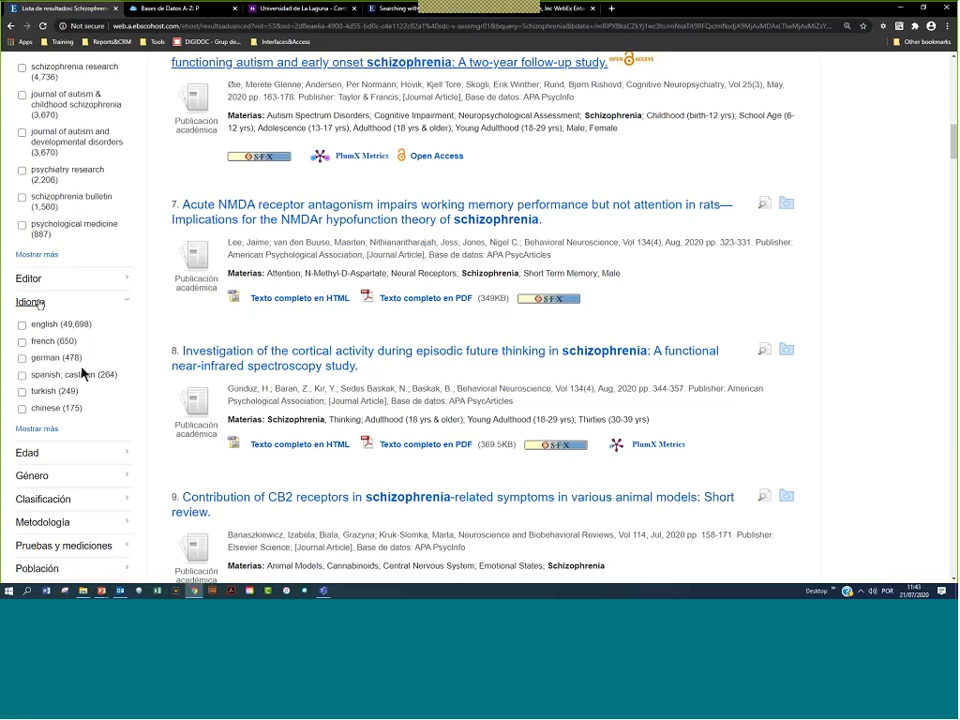 Lista de resultados: Schizophren
Bases de Datos A-Z: P
Universidad de La Laguna - Cont
Searching with
, Inc WebEx Ente
Not secure
Apps
Training
Reports&CRM
Tools
DIGIDOC - Grup de...
Interfaces&Access
Other bookmarks
schizophrenia research
(4,736)
journal of autism &
childhood schizophrenia
(3,670)
journal of autism and
developmental disorders
(3,670)
psychiatry research
(2,206)
schizophrenia bulletin
(1,560)
psychological medicine
(887)
Mostrar más
Editor
Idioma
english (49,698)
french (650)
german (478)
spanish; castilian (264)
turkish (249)
chinese (175)
Mostrar más
Edad
Género
Clasificación
Metodología
Pruebas y mediciones
Población
functioning autism and early onset schizophrenia: A two-year follow-up study.
OPEN ACCESS
Øie, Merete Glenne; Andersen, Per Normann; Hovik, Kjell Tore; Skogli, Erik Winther; Rund, Bjørn Rishovd; Cognitive Neuropsychiatry, Vol 25(3), May,
2020 pp. 163-178. Publisher: Taylor & Francis; [Journal Article], Base de datos: APA PsycInfo
Publicación
académica
Materias: Autism Spectrum Disorders; Cognitive Impairment; Neuropsychological Assessment; Schizophrenia; Childhood (birth-12 yrs); School Age (6-
12 yrs); Adolescence (13-17 yrs); Adulthood (18 yrs & older); Young Adulthood (18-29 yrs); Male; Female
S·F·X
PlumX Metrics
Open Access
7. Acute NMDA receptor antagonism impairs working memory performance but not attention in rats—
Implications for the NMDAr hypofunction theory of schizophrenia.
Lee, Jaime; van den Buuse, Maarten; Nithianantharajah, Jess; Jones, Nigel C.; Behavioral Neuroscience, Vol 134(4), Aug, 2020 pp. 323-331. Publisher:
American Psychological Association; [Journal Article], Base de datos: APA PsycArticles
Publicación
académica
Materias: Attention; N-Methyl-D-Aspartate; Neural Receptors; Schizophrenia; Short Term Memory; Male
Texto completo en HTML
Texto completo en PDF (349KB)
S·F·X
8. Investigation of the cortical activity during episodic future thinking in schizophrenia: A functional
near-infrared spectroscopy study.
Gündüz, H.; Baran, Z.; Kır, Y.; Sedes Baskak, N.; Baskak, B.; Behavioral Neuroscience, Vol 134(4), Aug, 2020 pp. 344-357. Publisher: American
Psychological Association; [Journal Article], Base de datos: APA PsycArticles
Publicación
académica
Materias: Schizophrenia; Thinking; Adulthood (18 yrs & older); Young Adulthood (18-29 yrs); Thirties (30-39 yrs)
Texto completo en HTML
Texto completo en PDF (369.5KB)
S·F·X
PlumX Metrics
9. Contribution of CB2 receptors in schizophrenia-related symptoms in various animal models: Short
review.
Banaszkiewicz, Izabela; Biala, Grazyna; Kruk-Slomka, Marta; Neuroscience and Biobehavioral Reviews, Vol 114, Jul, 2020 pp. 158-171. Publisher:
Elsevier Science; [Journal Article], Base de datos: APA PsycInfo
Publicación
académica
Materias: Animal Models; Cannabinoids; Central Nervous System; Emotional States; Schizophrenia
Desktop
POR
11:43
21/07/2020